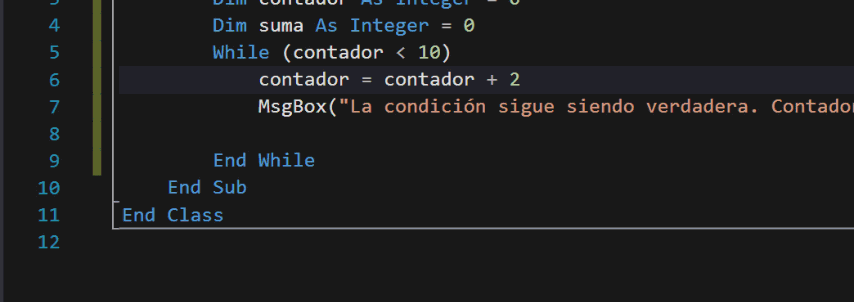 3 Dim contador As Integer = 0
4 Dim suma As Integer = 0
5 While (contador < 10)
6 contador = contador + 2
7 MsgBox("La condición sigue siendo verdadera. Contador
8
9 End While
10 End Sub
11 End Class
12